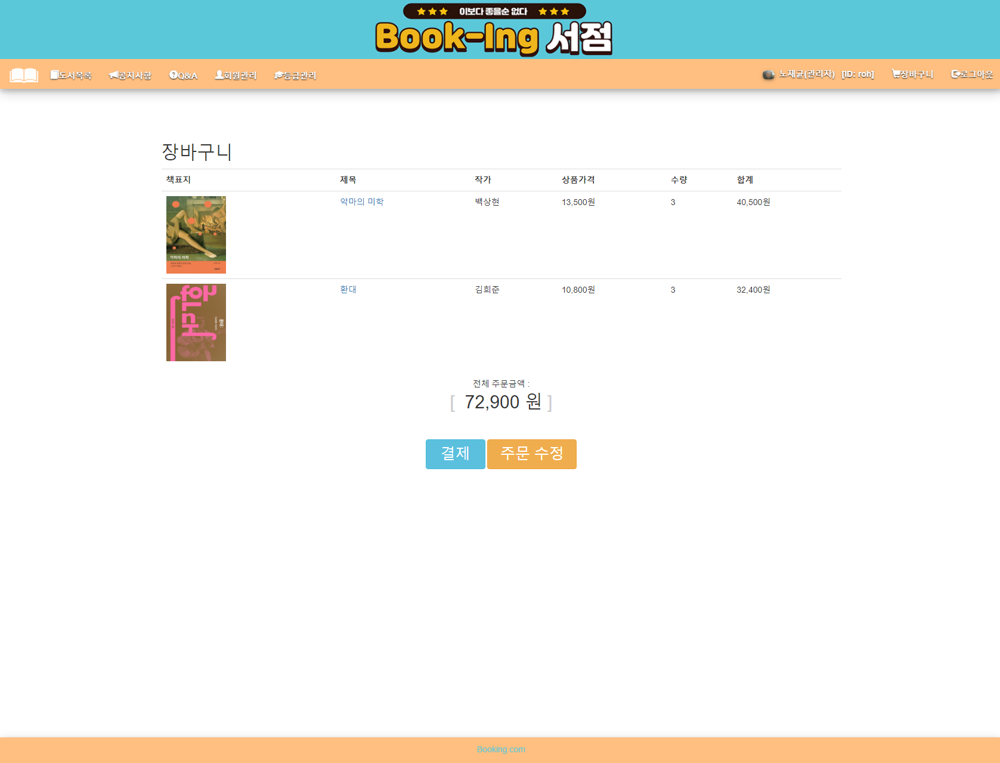 이보다 좋을순 없다
Book-Ing 서점
도서목록 공지사항 Q&A 회원관리 등급관리 노재균(관리자) [ID: roh] 장바구니 로그아웃
장바구니
책표지 제목 작가 상품가격 수량 합계
악마의 미학 백상현 13,500원 3 40,500원
악마의 미학
환대 김희준 10,800원 3 32,400원
환대
전체 주문금액 :
[ 72,900 원 ]
결제 주문 수정
Booking.com